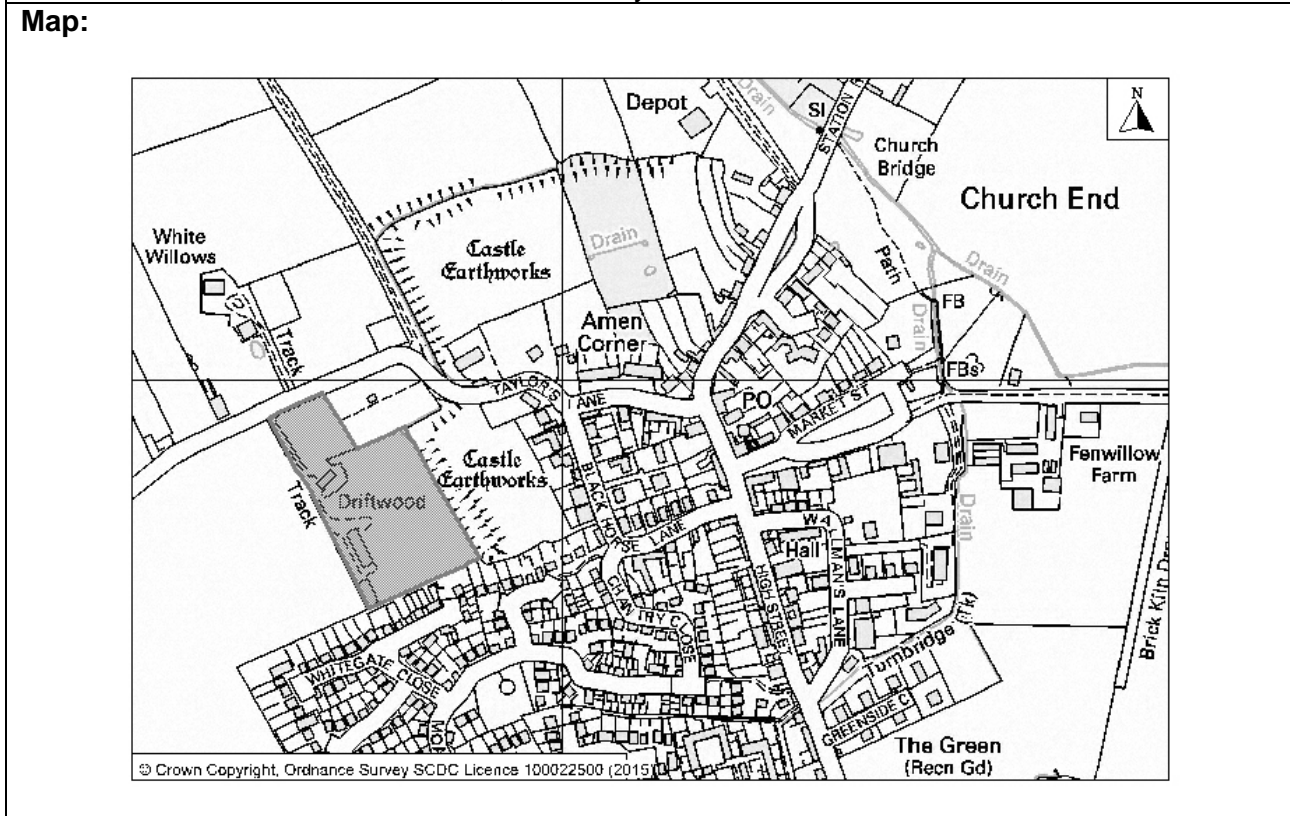 Map:
N
Depot
Drain
SI
STATION
Church
Bridge
Church End
White
Willows
Castle
Earthworks
Drain
Path
Drain
Track
Amen
Corner
FB
Drain
FBs
TAYLOR'S
LANE
PO
MARKET ST
Castle
Earthworks
Fenwillow
Farm
Driftwood
Track
BLACK HORSE LANE
Drain
WALLMAN'S LANE
Hall
HIGH STREET
CHANTRY CLOSE
Turnbridge
(Trk)
WHITEGATE CLOSE
GREENSIDE C
The Green
(Recn Gd)
© Crown Copyright, Ordnance Survey SCDC Licence 100022500 (2015)